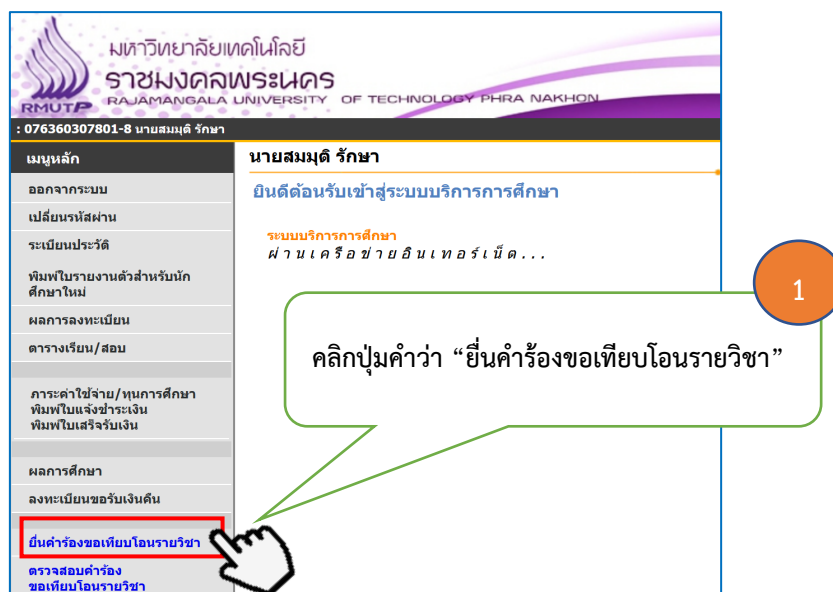 มหาวิทยาลัยเทคโนโลยี
ราชมงคลพระนคร
RMUTP
RAJAMANGALA UNIVERSITY OF TECHNOLOGY PHRA NAKHON
: 076360307801-8 นายสมมุติ รักษา
เมนูหลัก
ออกจากระบบ
เปลี่ยนรหัสผ่าน
ระเบียนประวัติ
พิมพ์ใบรายงานตัวสำหรับนัก
ศึกษาใหม่
ผลการลงทะเบียน
ตารางเรียน/สอบ
ภาระค่าใช้จ่าย/ทุนการศึกษา
พิมพ์ใบแจ้งชำระเงิน
พิมพ์ใบเสร็จรับเงิน
ผลการศึกษา
ลงทะเบียนขอรับเงินคืน
ยื่นคำร้องขอเทียบโอนรายวิชา
ตรวจสอบคำร้อง
ขอเทียบโอนรายวิชา
นายสมมุติ รักษา
ยินดีต้อนรับเข้าสู่ระบบบริการการศึกษา
ระบบบริการการศึกษา
ผ่านเครือข่ายอินเทอร์เน็ต...
1
คลิกปุ่มคำว่า “ยื่นคำร้องขอเทียบโอนรายวิชา”